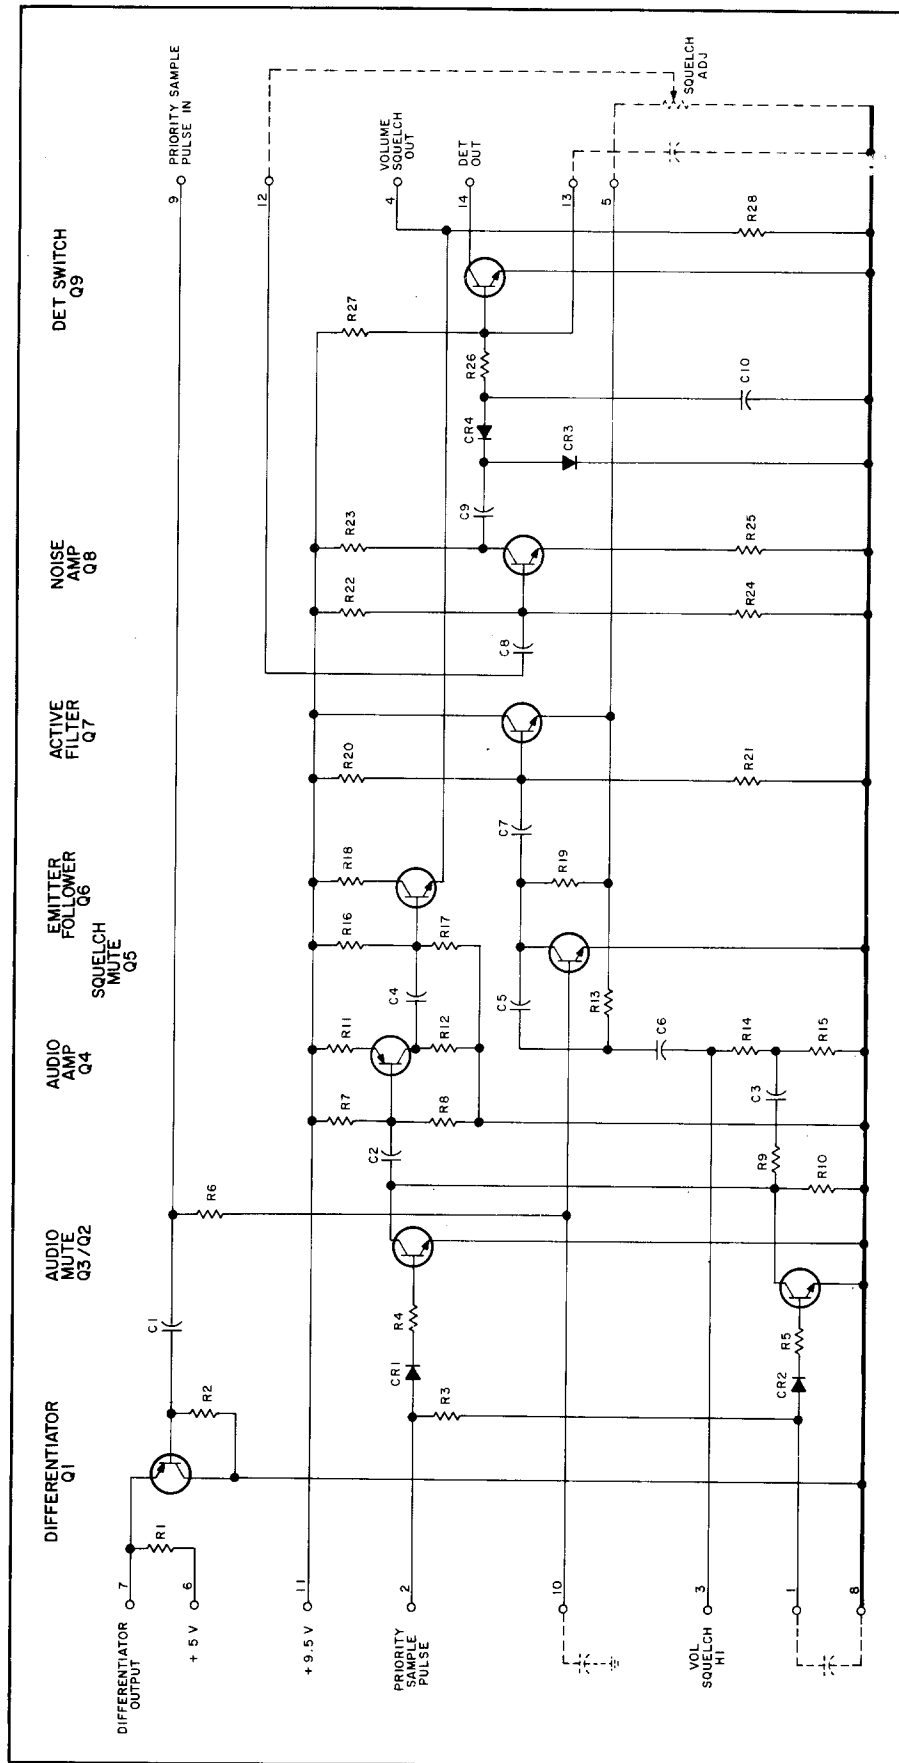 DIFFERENTIATOR
Q1
AUDIO
MUTE
Q3/Q2
AUDIO
AMP
Q4
SQUELCH
MUTE
Q5
EMITTER
FOLLOWER
Q6
ACTIVE
FILTER
Q7
NOISE
AMP
Q8
DET SWITCH
Q9
DIFFERENTIATOR
OUTPUT
7
R1
6
+5 V
R2
C1
R6
9
PRIORITY SAMPLE
PULSE IN
12
11
+9.5 V
R7
R11
R16
R18
R20
R22
R23
R27
4
VOLUME
SQUELCH
OUT
2
PRIORITY
SAMPLE
PULSE
CR1
R4
R3
C2
R8
C4
R12
R17
14
DET
OUT
C5
C7
R19
C8
C9
CR4
R26
CR3
13
5
SQUELCH
ADJ
10
R13
C6
3
VOL
SQUELCH
HI
R14
C3
R9
R10
R15
R21
R24
R25
C10
R28
1
CR2
R5
8